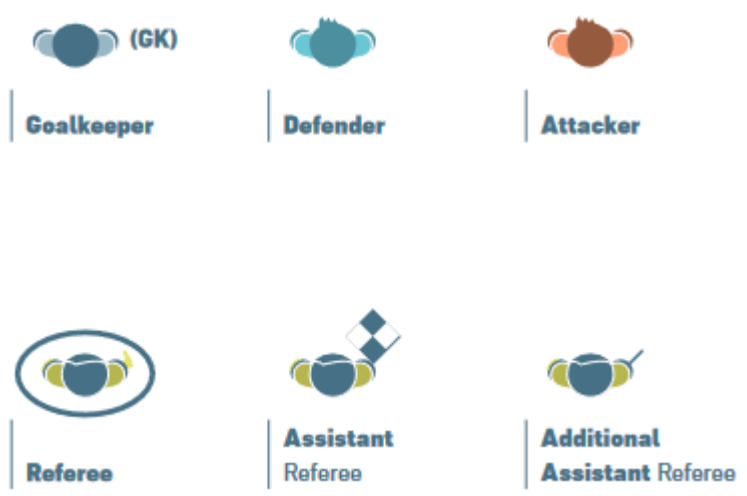 (GK)
Goalkeeper
Defender
Attacker
Referee
Assistant
Referee
Additional
Assistant Referee